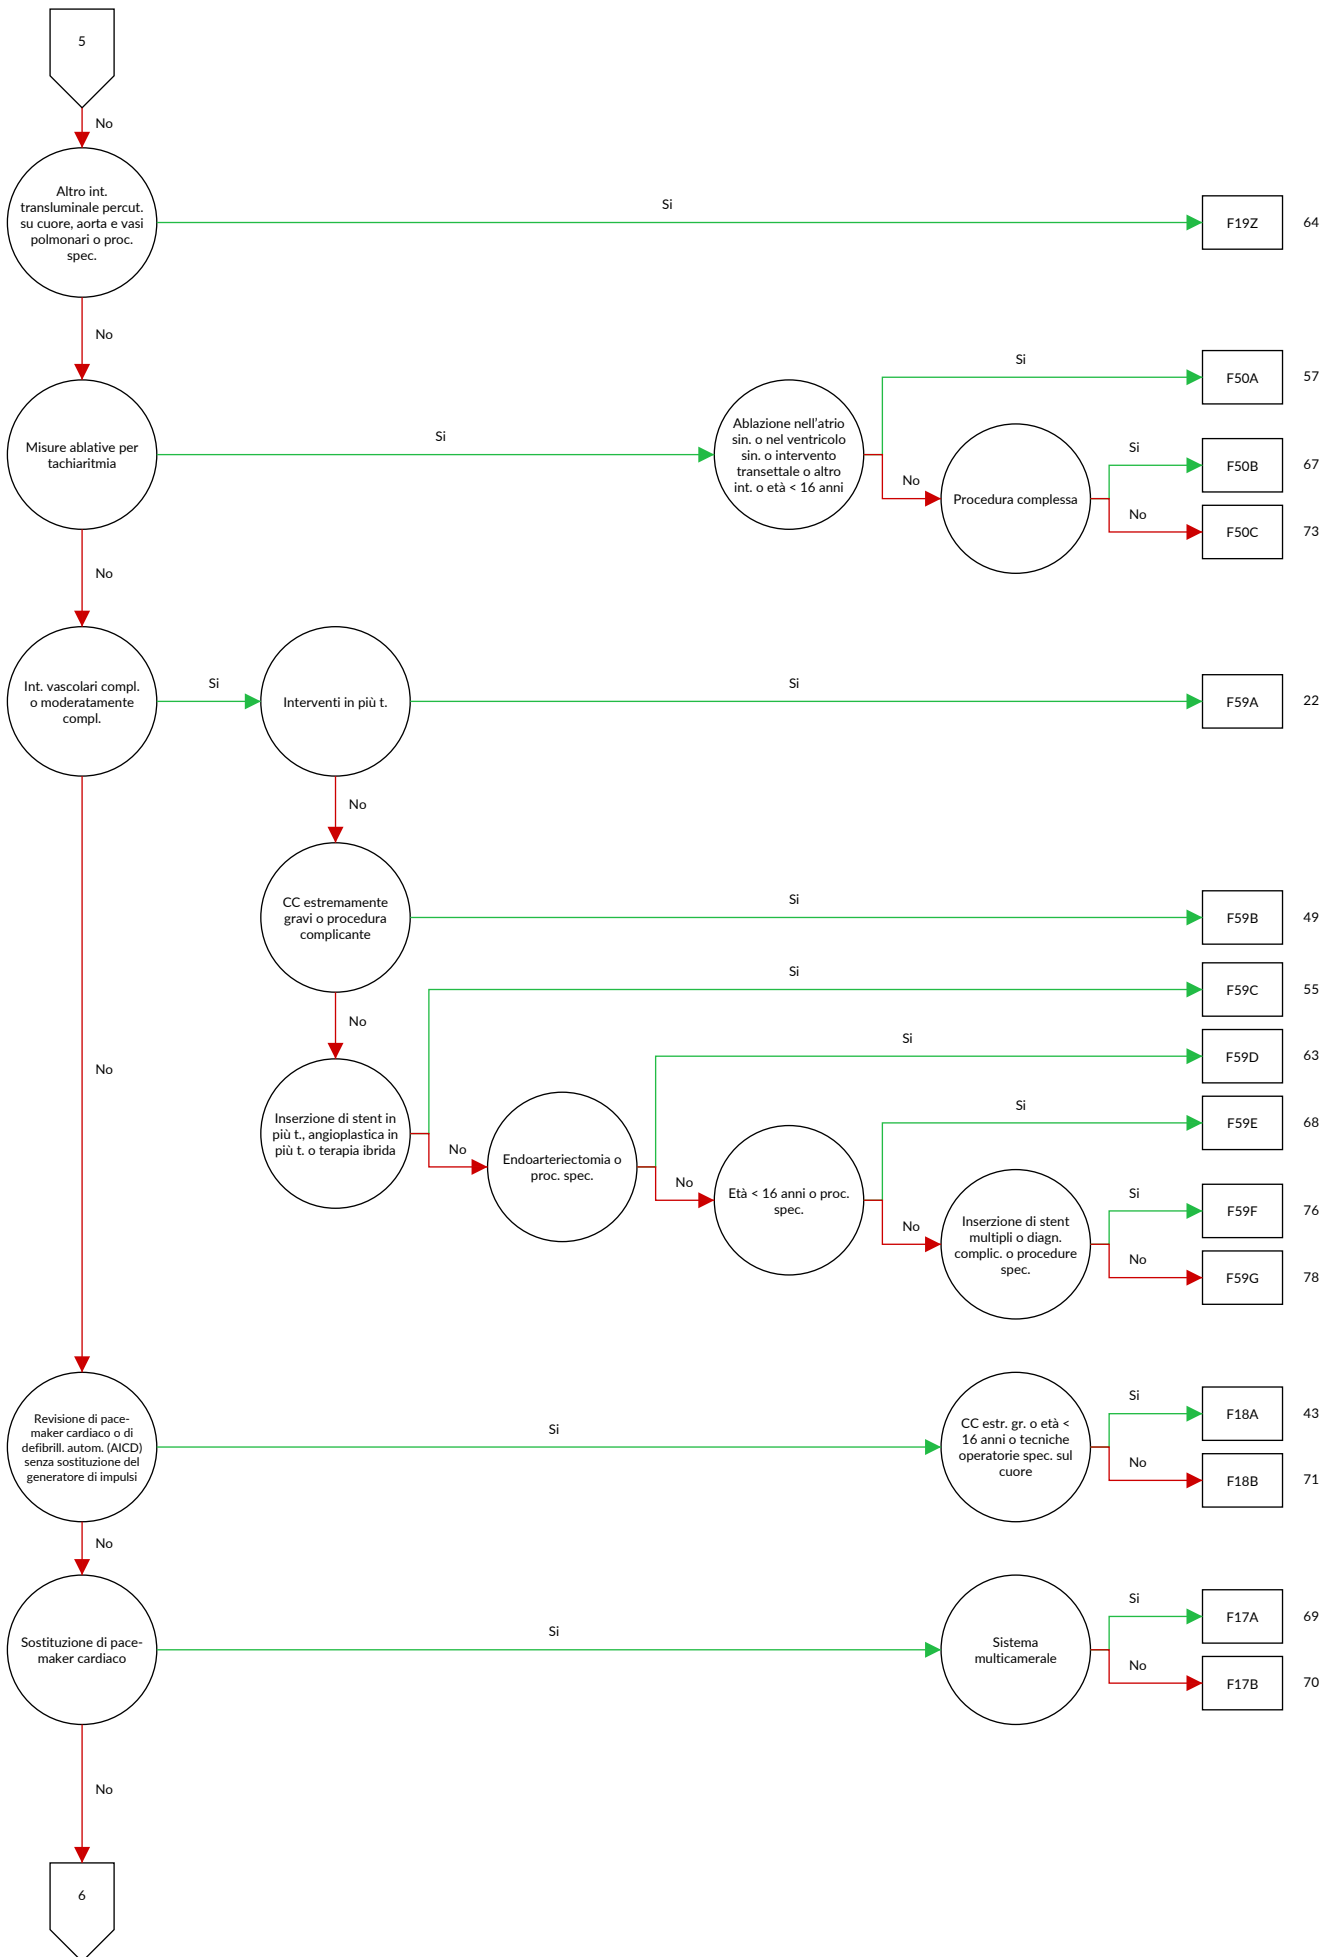 5
No
Altro int.
transluminale percut.
su cuore, aorta e vasi
polmonari o proc.
spec.
Si
F19Z
64
No
Misure ablative per
tachiaritmia
Si
Ablazione nell'atrio
sin. o nel ventricolo
sin. o intervento
transettale o altro
int. o età < 16 anni
Si
F50A
57
No
Procedura complessa
Si
F50B
67
No
F50C
73
No
Int. vascolari compl.
o moderatamente
compl.
Si
Interventi in più t.
Si
F59A
22
No
CC estremamente
gravi o procedura
complicante
Si
F59B
49
No
Inserzione di stent in
più t., angioplastica in
più t. o terapia ibrida
Si
F59C
55
No
Endoarteriectomia o
proc. spec.
Si
F59D
63
No
Età < 16 anni o proc.
spec.
Si
F59E
68
No
Inserzione di stent
multipli o diagn.
complic. o procedure
spec.
Si
F59F
76
No
F59G
78
No
Revisione di pace-
maker cardiaco o di
defibrill. autom. (AICD)
senza sostituzione del
generatore di impulsi
Si
CC estr. gr. o età <
16 anni o tecniche
operatorie spec. sul
cuore
Si
F18A
43
No
F18B
71
No
Sostituzione di pace-
maker cardiaco
Si
Sistema
multicamerale
Si
F17A
69
No
F17B
70
No
6